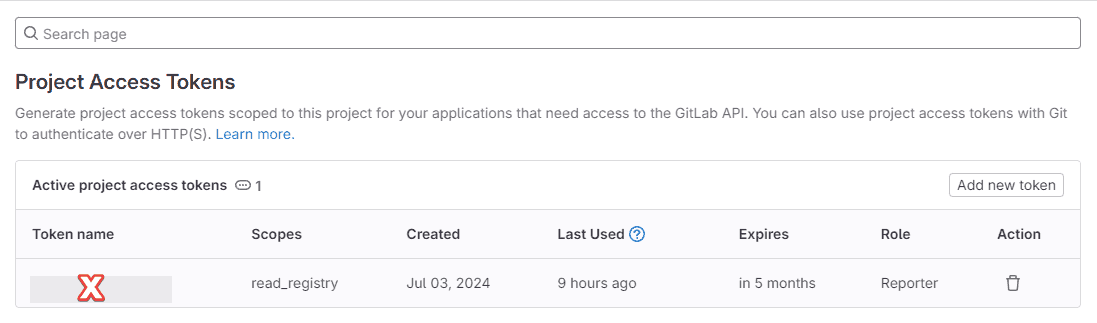 Search page
Project Access Tokens
Generate project access tokens scoped to this project for your applications that need access to the GitLab API. You can also use project access tokens with Git
to authenticate over HTTP(S). Learn more.
Active project access tokens 1 Add new token
Token name Scopes Created Last Used Expires Role Action
read_registry Jul 03, 2024 9 hours ago in 5 months Reporter